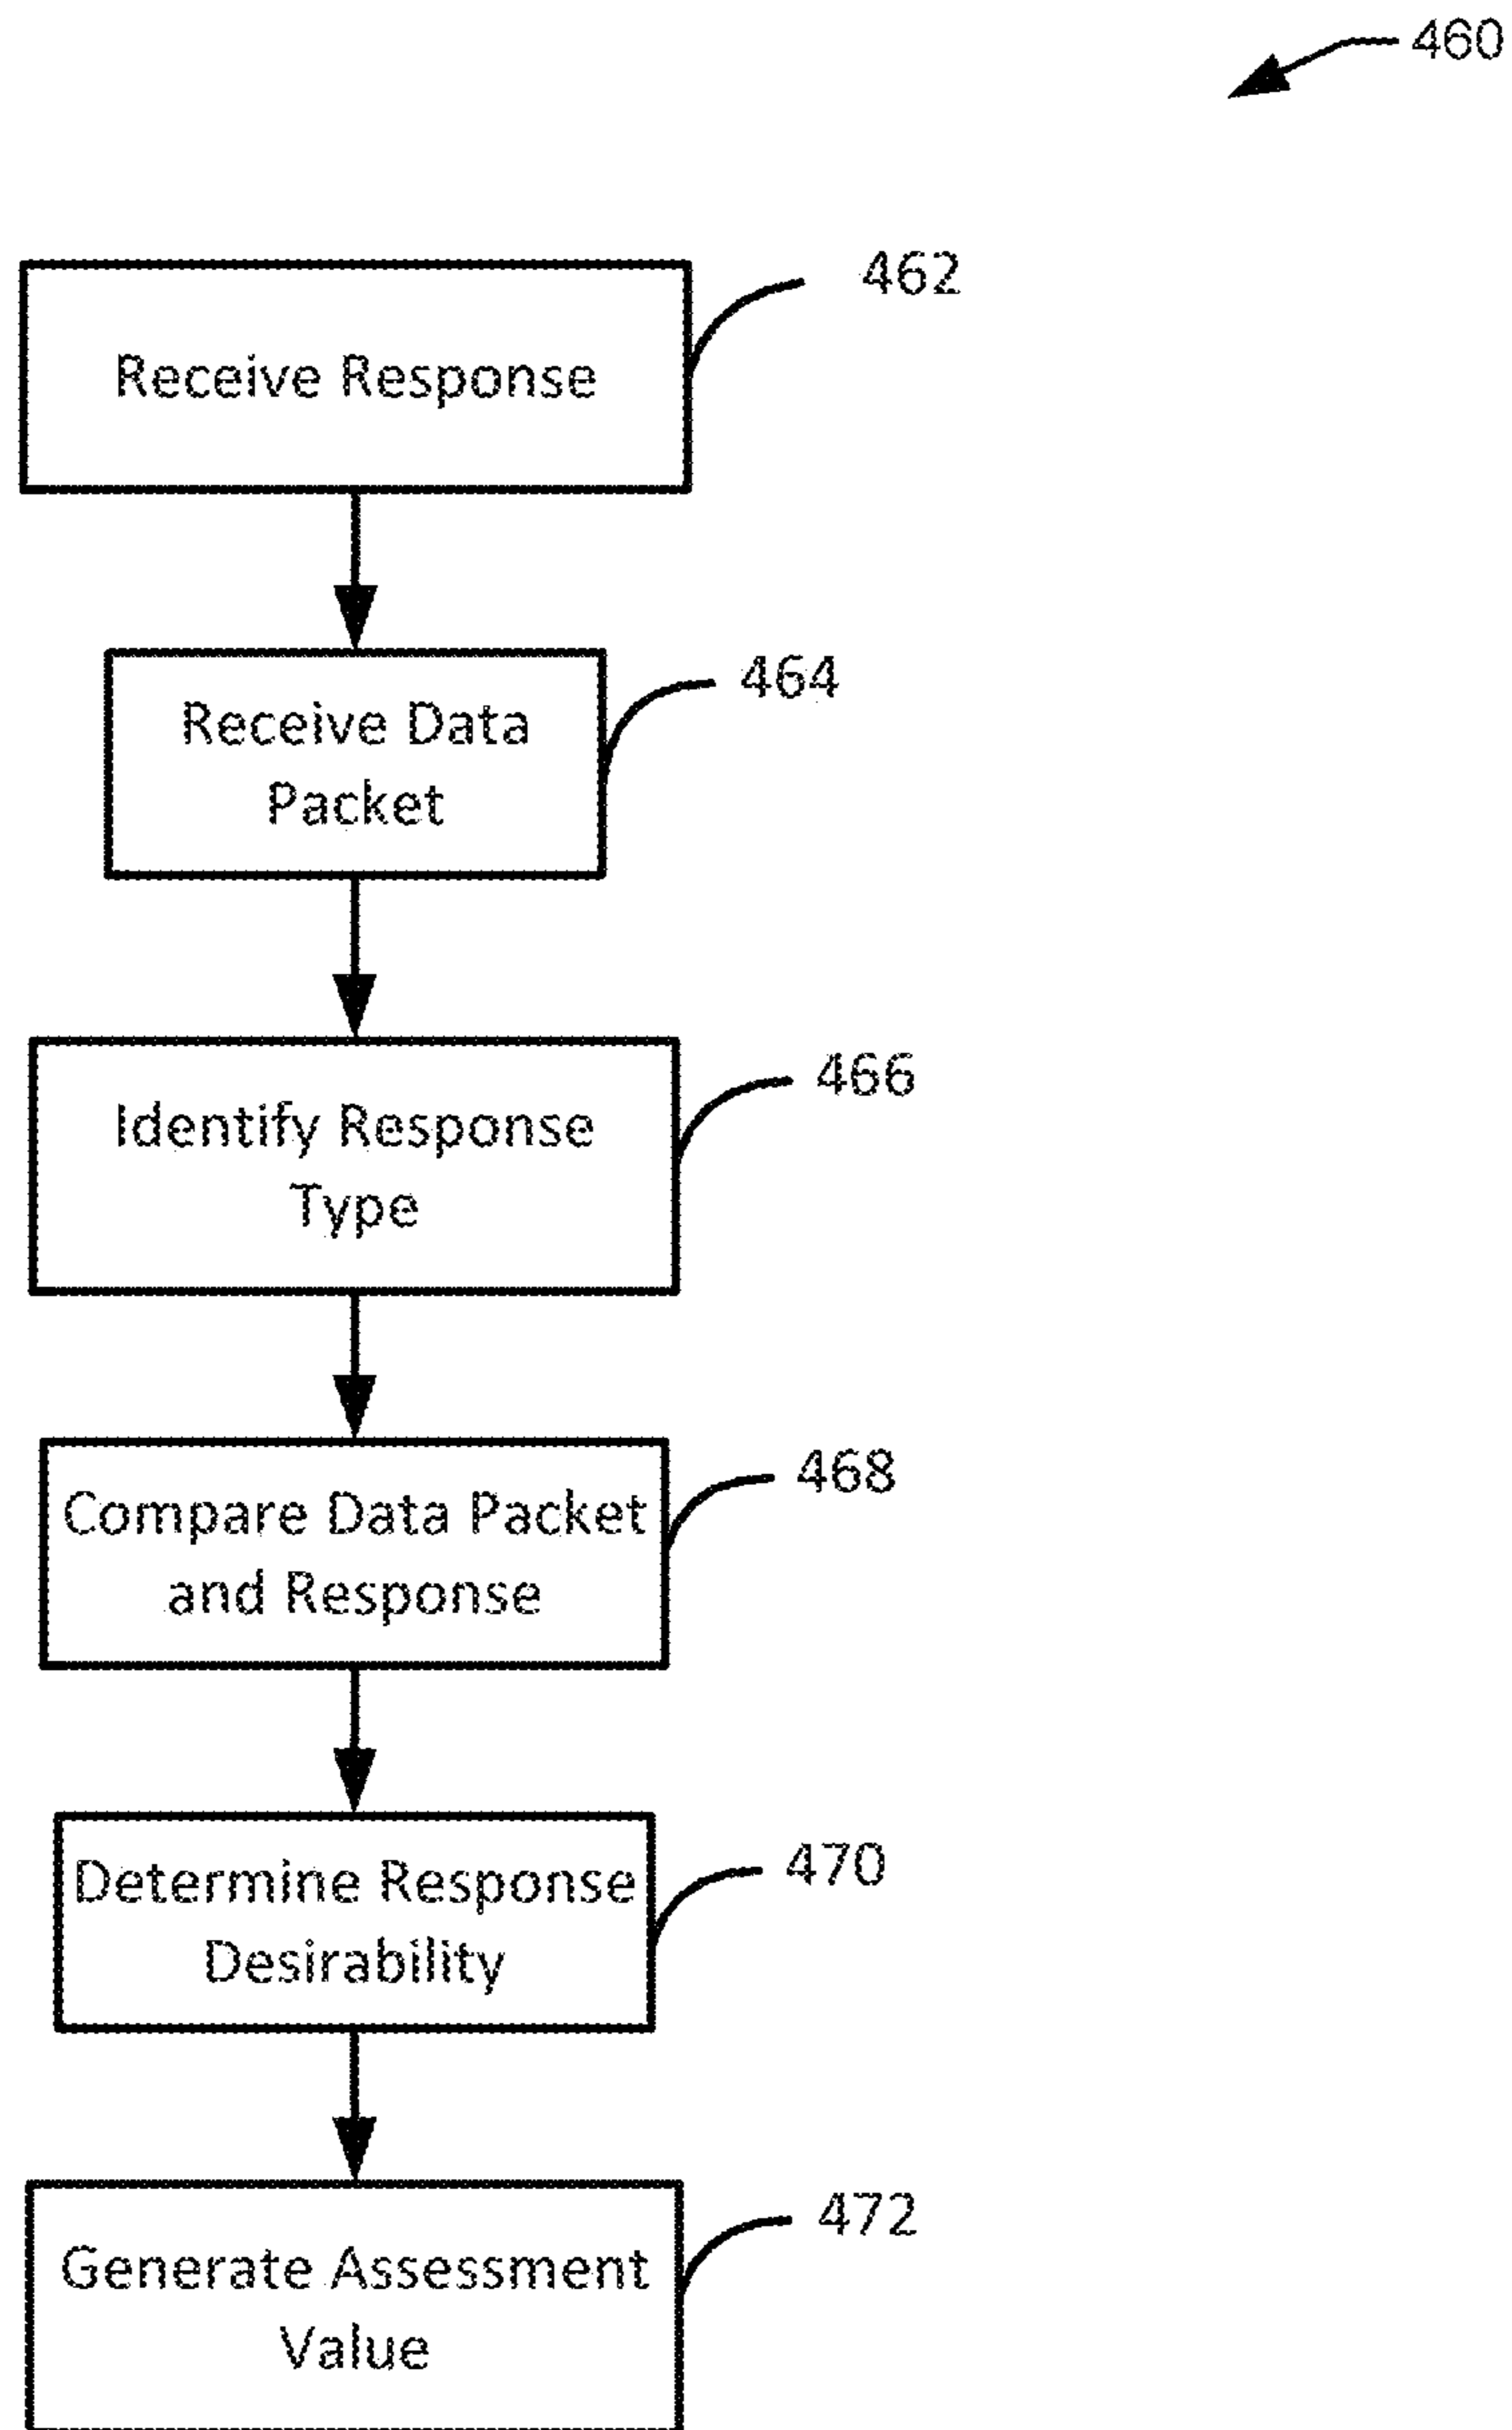 460
462
Receive Response
464
Receive Data
Packet
466
Identify Response
Type
468
Compare Data Packet
and Response
470
Determine Response
Desirability
472
Generate Assessment
Value